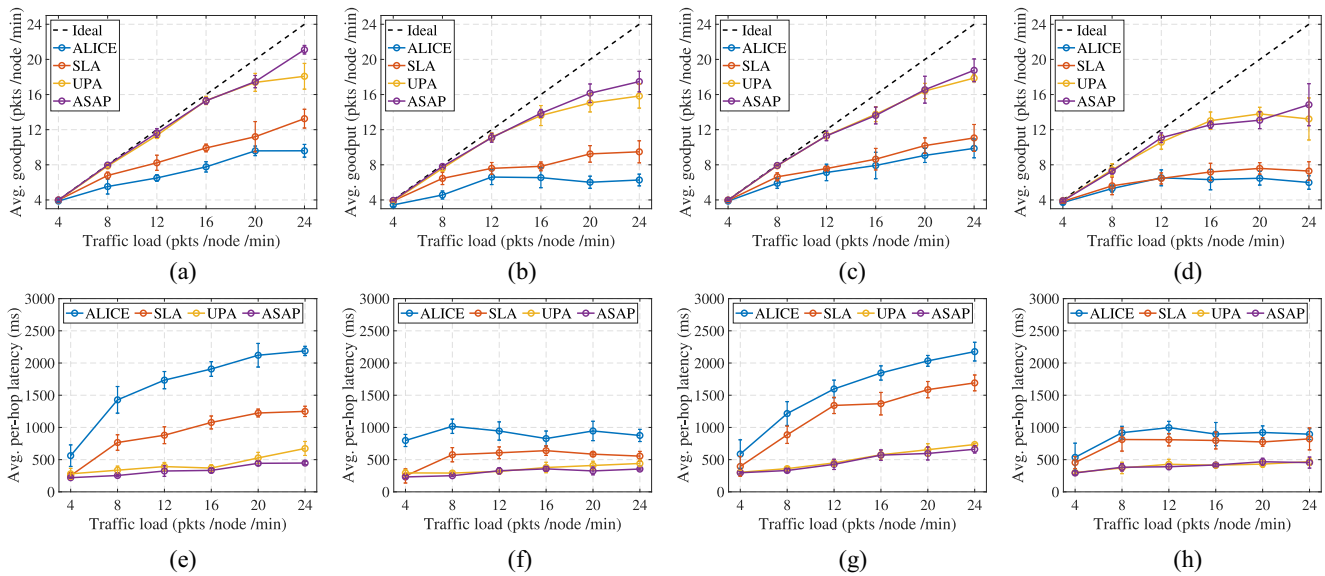 Avg. goodput (pkts /node /min)
24
20
16
12
8
4
Ideal
ALICE
SLA
UPA
ASAP
4 8 12 16 20 24
Traffic load (pkts /node /min)
(a)
Avg. goodput (pkts /node /min)
24
20
16
12
8
4
Ideal
ALICE
SLA
UPA
ASAP
4 8 12 16 20 24
Traffic load (pkts /node /min)
(b)
Avg. goodput (pkts /node /min)
24
20
16
12
8
4
Ideal
ALICE
SLA
UPA
ASAP
4 8 12 16 20 24
Traffic load (pkts /node /min)
(c)
Avg. goodput (pkts /node /min)
24
20
16
12
8
4
Ideal
ALICE
SLA
UPA
ASAP
4 8 12 16 20 24
Traffic load (pkts /node /min)
(d)
Avg. per-hop latency (ms)
3000
2500
2000
1500
1000
500
0
ALICE SLA UPA ASAP
4 8 12 16 20 24
Traffic load (pkts /node /min)
(e)
Avg. per-hop latency (ms)
3000
2500
2000
1500
1000
500
0
ALICE SLA UPA ASAP
4 8 12 16 20 24
Traffic load (pkts /node /min)
(f)
Avg. per-hop latency (ms)
3000
2500
2000
1500
1000
500
0
ALICE SLA UPA ASAP
4 8 12 16 20 24
Traffic load (pkts /node /min)
(g)
Avg. per-hop latency (ms)
3000
2500
2000
1500
1000
500
0
ALICE SLA UPA ASAP
4 8 12 16 20 24
Traffic load (pkts /node /min)
(h)